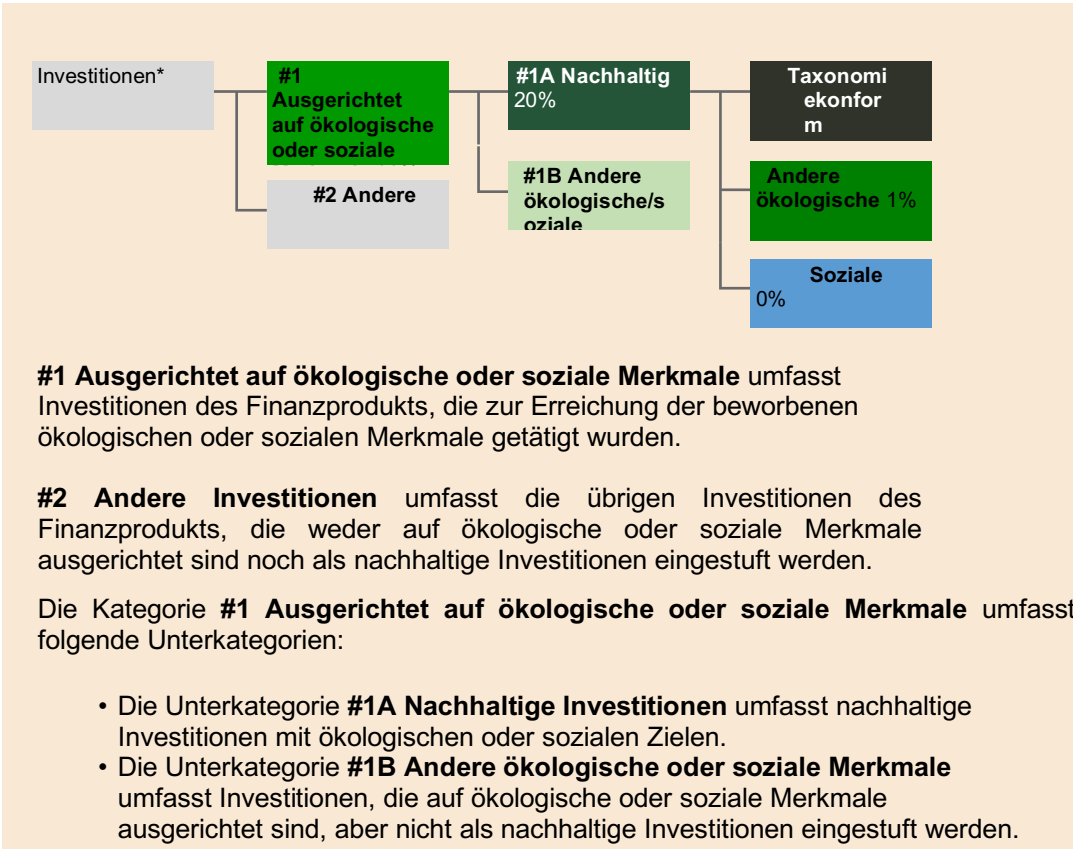 Investitionen*
#1
Ausgerichtet
auf ökologische
oder soziale
#2 Andere
#1A Nachhaltig
20%
#1B Andere
ökologische/s
oziale
Taxonomi
ekonfor
m
Andere
ökologische 1%
Soziale
0%
#1 Ausgerichtet auf ökologische oder soziale Merkmale umfasst
Investitionen des Finanzprodukts, die zur Erreichung der beworbenen
ökologischen oder sozialen Merkmale getätigt wurden.
#2 Andere Investitionen umfasst die übrigen Investitionen des
Finanzprodukts, die weder auf ökologische oder soziale Merkmale
ausgerichtet sind noch als nachhaltige Investitionen eingestuft werden.
Die Kategorie #1 Ausgerichtet auf ökologische oder soziale Merkmale umfasst
folgende Unterkategorien:
• Die Unterkategorie #1A Nachhaltige Investitionen umfasst nachhaltige
Investitionen mit ökologischen oder sozialen Zielen.
• Die Unterkategorie #1B Andere ökologische oder soziale Merkmale
umfasst Investitionen, die auf ökologische oder soziale Merkmale
ausgerichtet sind, aber nicht als nachhaltige Investitionen eingestuft werden.